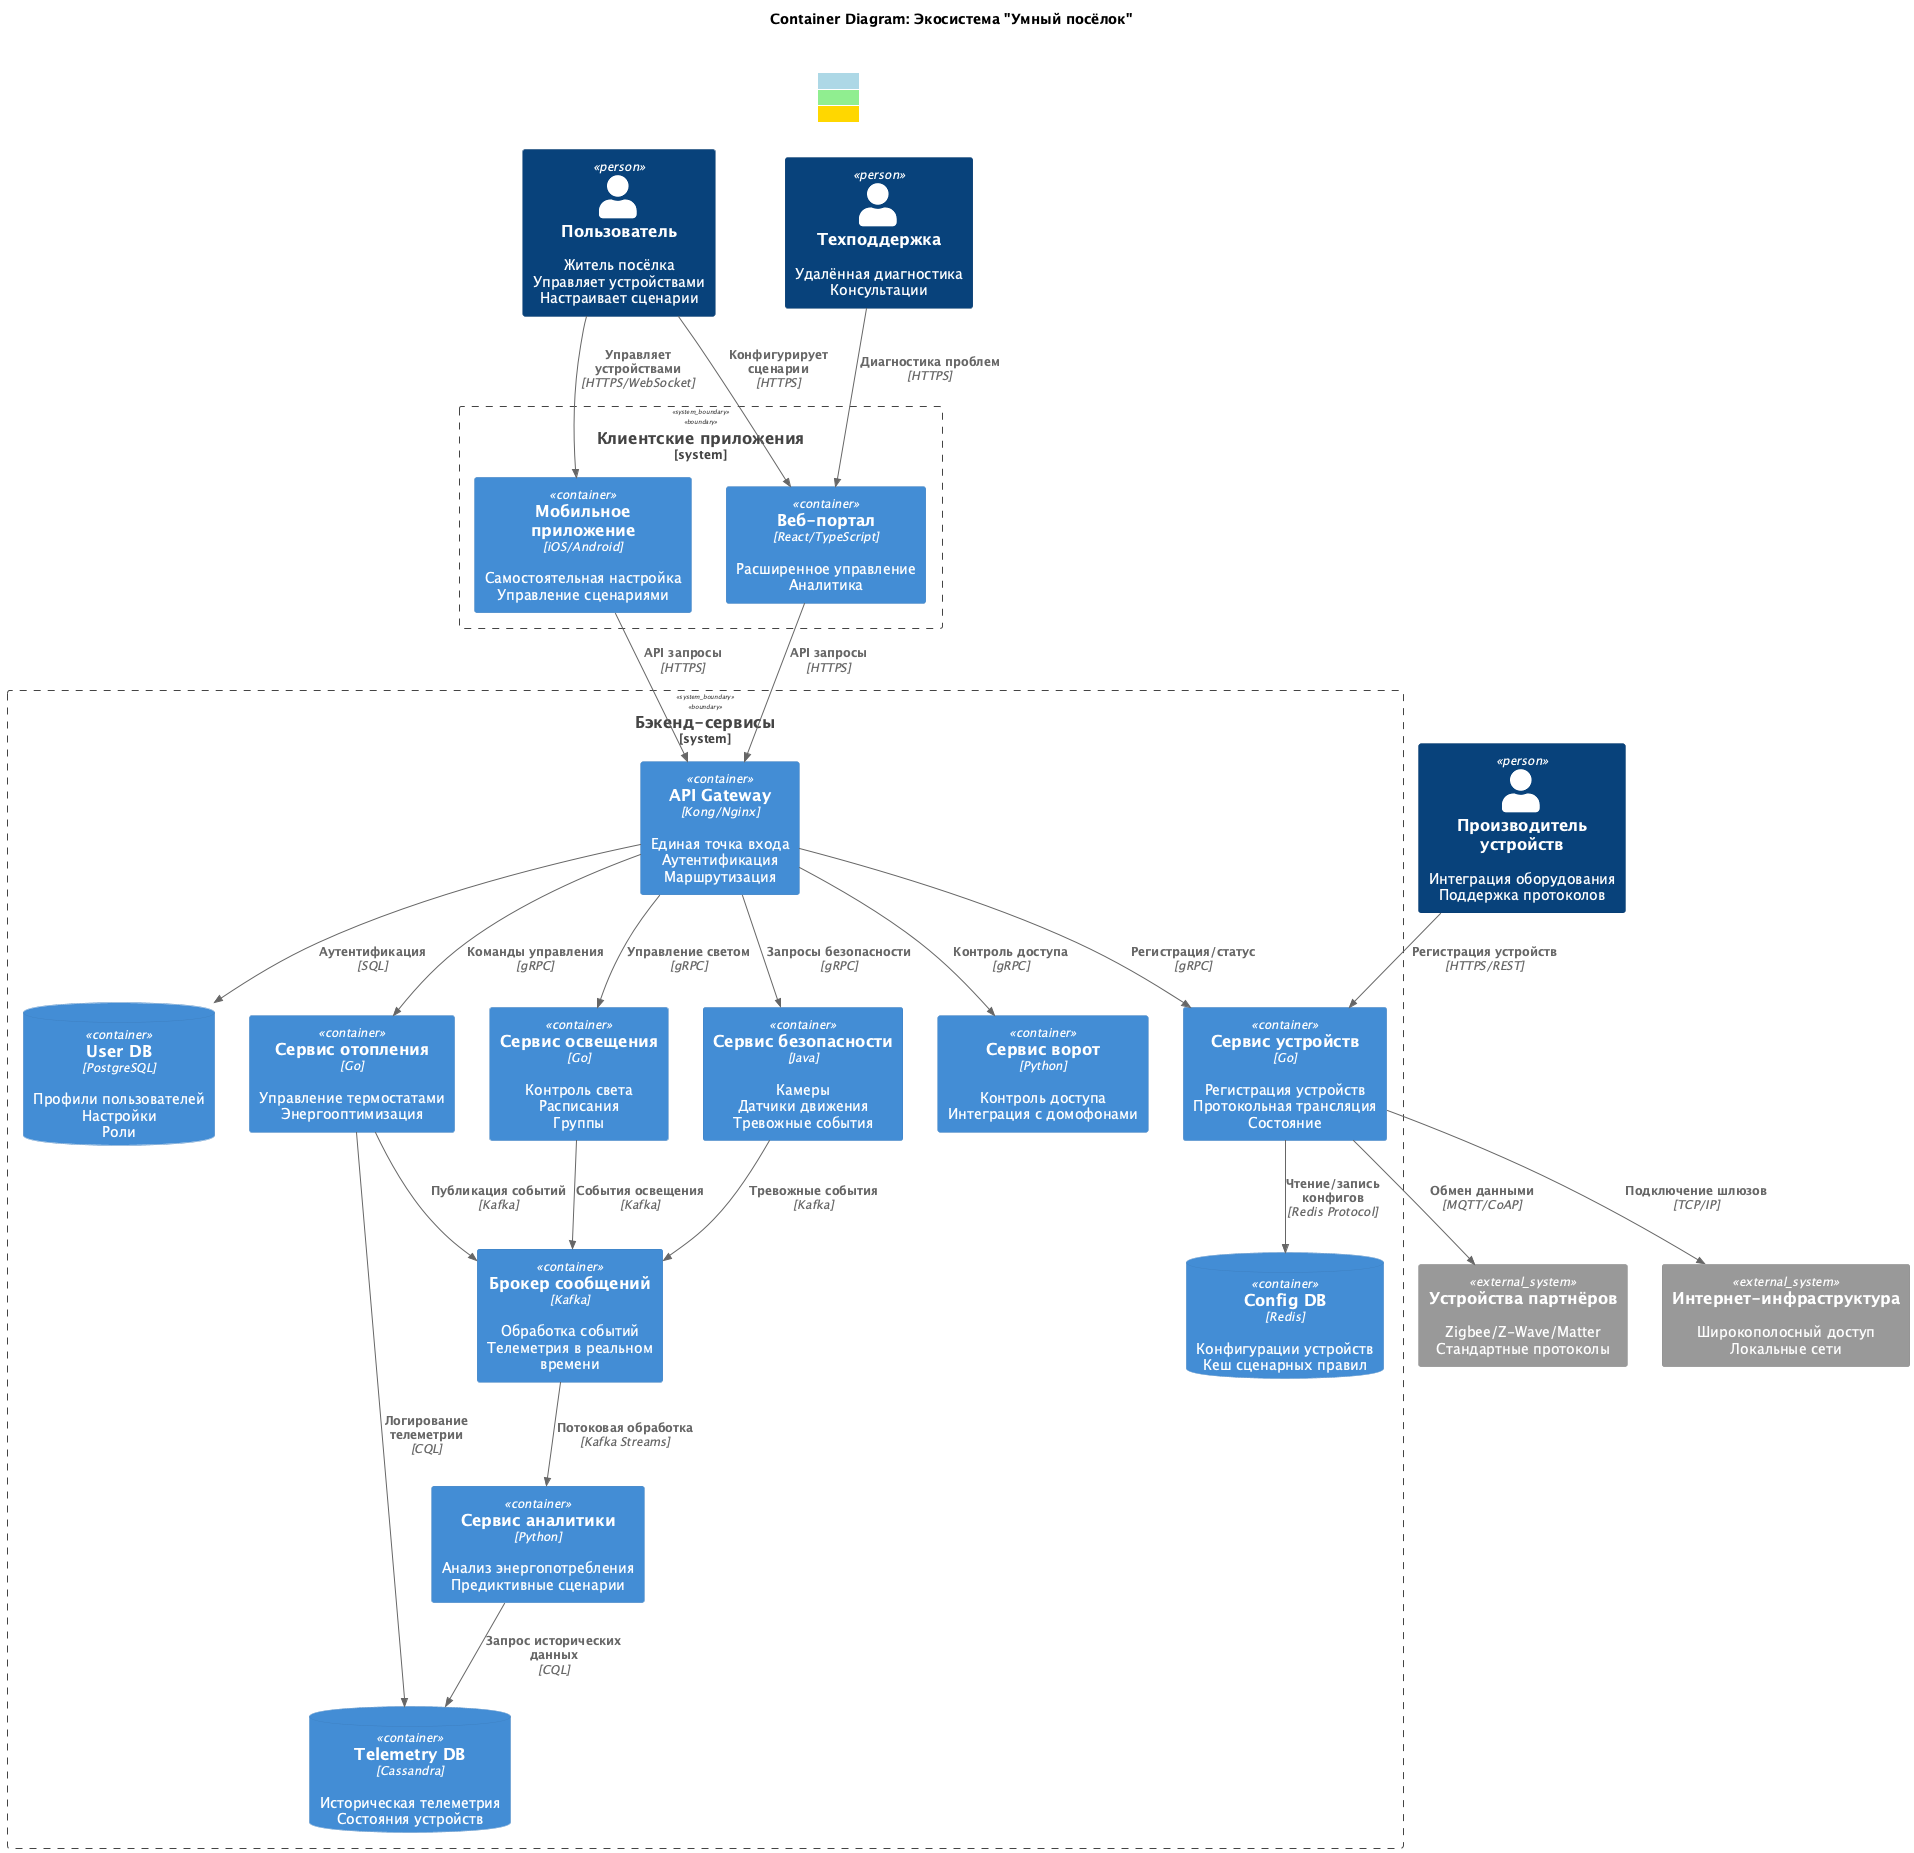 Container Diagram: Экосистема "Умный посёлок"
«person»
Пользователь
Житель посёлка
Управляет устройствами
Настраивает сценарии
«person»
Техподдержка
Удалённая диагностика
Консультации
Управляет
устройствами
[HTTPS/WebSocket]
Конфигурирует
сценарии
[HTTPS]
Диагностика проблем
[HTTPS]
«system_boundary»
«boundary»
Клиентские приложения
[system]
«container»
Мобильное
приложение
[iOS/Android]
Самостоятельная настройка
Управление сценариями
«container»
Веб-портал
[React/TypeScript]
Расширенное управление
Аналитика
API запросы
[HTTPS]
API запросы
[HTTPS]
«system_boundary»
«boundary»
Бэкенд-сервисы
[system]
«container»
API Gateway
[Kong/Nginx]
Единая точка входа
Аутентификация
Маршрутизация
«person»
Производитель
устройств
Интеграция оборудования
Поддержка протоколов
Аутентификация
[SQL]
Команды управления
[gRPC]
Управление светом
[gRPC]
Запросы безопасности
[gRPC]
Контроль доступа
[gRPC]
Регистрация/статус
[gRPC]
Регистрация устройств
[HTTPS/REST]
«container»
User DB
[PostgreSQL]
Профили пользователей
Настройки
Роли
«container»
Сервис отопления
[Go]
Управление термостатами
Энергооптимизация
«container»
Сервис освещения
[Go]
Контроль света
Расписания
Группы
«container»
Сервис безопасности
[Java]
Камеры
Датчики движения
Тревожные события
«container»
Сервис ворот
[Python]
Контроль доступа
Интеграция с домофонами
«container»
Сервис устройств
[Go]
Регистрация устройств
Протокольная трансляция
Состояние
Публикация событий
[Kafka]
События освещения
[Kafka]
Тревожные события
[Kafka]
Чтение/запись
конфигов
[Redis Protocol]
Обмен данными
[MQTT/CoAP]
Подключение шлюзов
[TCP/IP]
«container»
Брокер сообщений
[Kafka]
Обработка событий
Телеметрия в реальном
времени
«container»
Config DB
[Redis]
Конфигурации устройств
Кеш сценарных правил
«external_system»
Устройства партнёров
Zigbee/Z-Wave/Matter
Стандартные протоколы
«external_system»
Интернет-инфраструктура
Широкополосный доступ
Локальные сети
Логирование
телеметрии
[CQL]
Потоковая обработка
[Kafka Streams]
«container»
Сервис аналитики
[Python]
Анализ энергопотребления
Предиктивные сценарии
Запрос исторических
данных
[CQL]
«container»
Telemetry DB
[Cassandra]
Историческая телеметрия
Состояния устройств